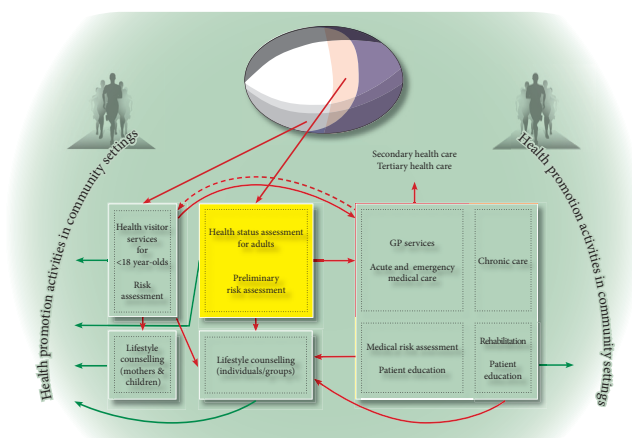 Health promotion activities in community settings
Health promotion activities in community settings
Secondary health care
Tertiary health care
Health visitor
services
for
<18 year-olds
Risk
assessment
Health status assessment
for adults
Preliminary
risk assessment
GP services
Acute and emergency
medical care
Chronic care
Lifestyle
counselling
(mothers &
children)
Lifestyle counselling
(individuals/groups)
Medical risk assessment
Patient education
Rehabilitation
Patient
education